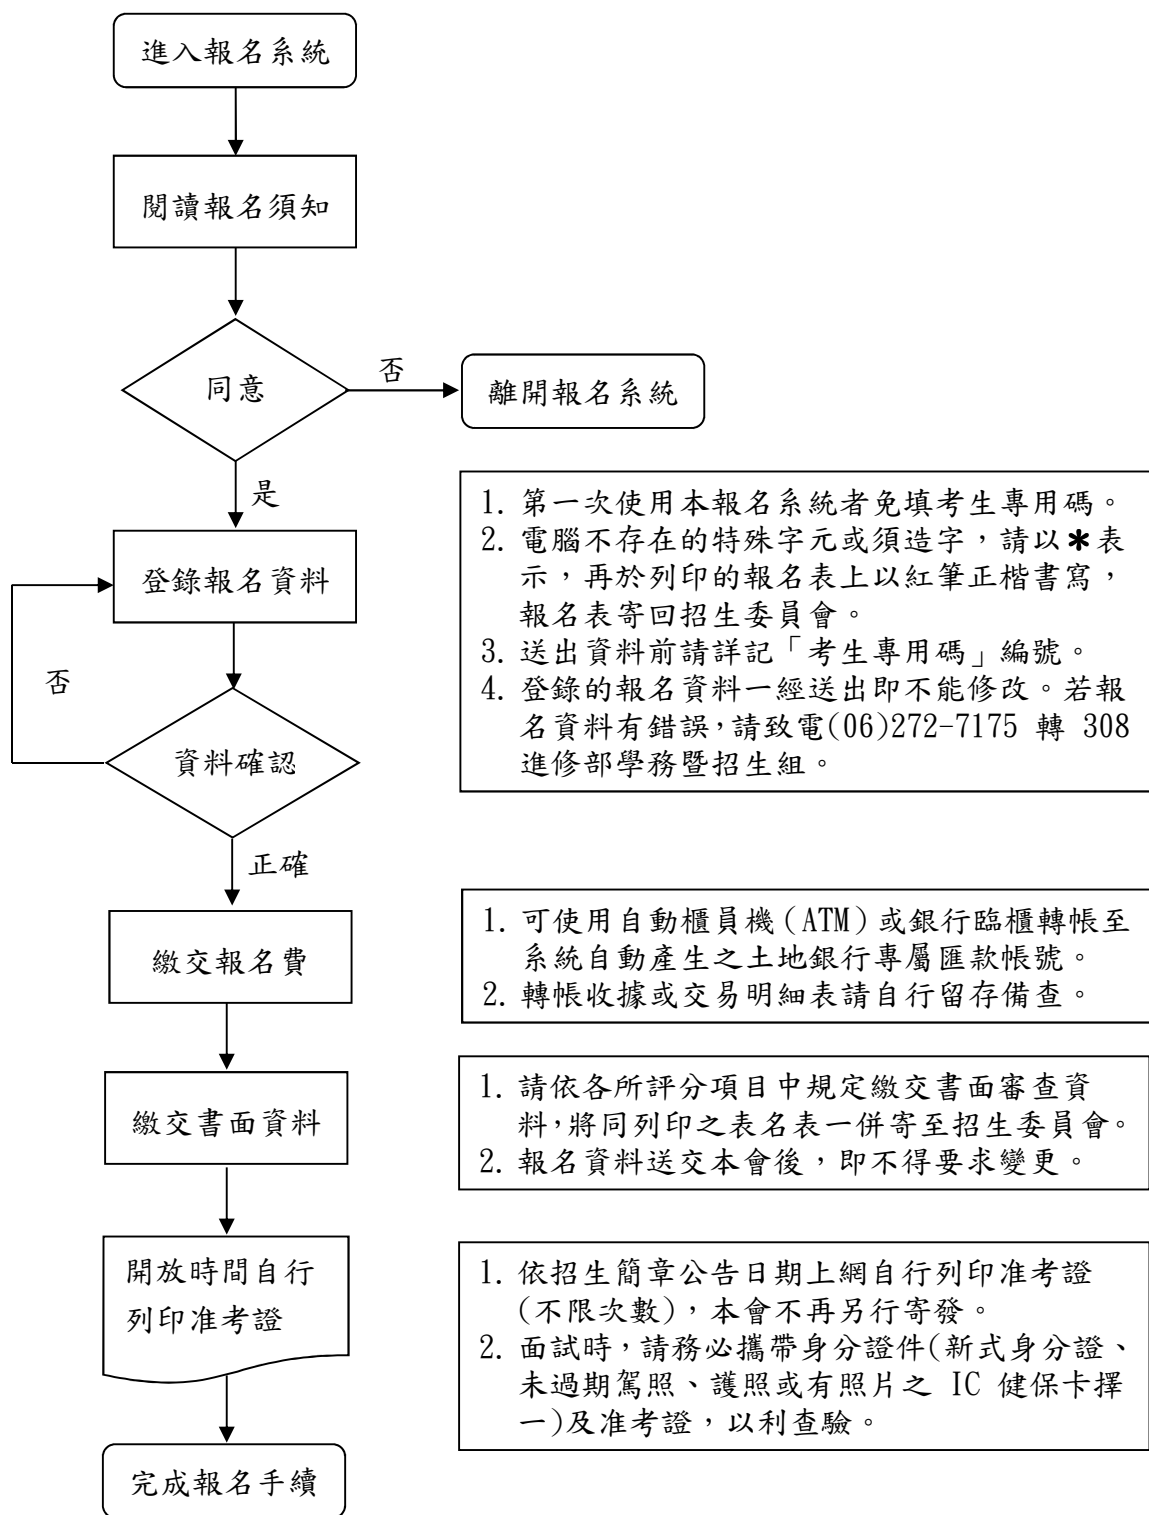 進入報名系統
閱讀報名須知
同意
否
離開報名系統
是
登錄報名資料
1. 第一次使用本報名系統者免填考生專用碼。
2. 電腦不存在的特殊字元或須造字，請以＊表
示，再於列印的報名表上以紅筆正楷書寫，
報名表寄回招生委員會。
3. 送出資料前請詳記「考生專用碼」編號。
4. 登錄的報名資料一經送出即不能修改。若報
名資料有錯誤，請致電(06)272-7175 轉 308
進修部學務暨招生組。
否
資料確認
正確
繳交報名費
1. 可使用自動櫃員機（ATM）或銀行臨櫃轉帳至
系統自動產生之土地銀行專屬匯款帳號。
2. 轉帳收據或交易明細表請自行留存備查。
繳交書面資料
1. 請依各所評分項目中規定繳交書面審查資
料，將同列印之表名表一併寄至招生委員會。
2. 報名資料送交本會後，即不得要求變更。
開放時間自行
列印准考證
1. 依招生簡章公告日期上網自行列印准考證
(不限次數)，本會不再另行寄發。
2. 面試時，請務必攜帶身分證件(新式身分證、
未過期駕照、護照或有照片之 IC 健保卡擇
一)及准考證，以利查驗。
完成報名手續